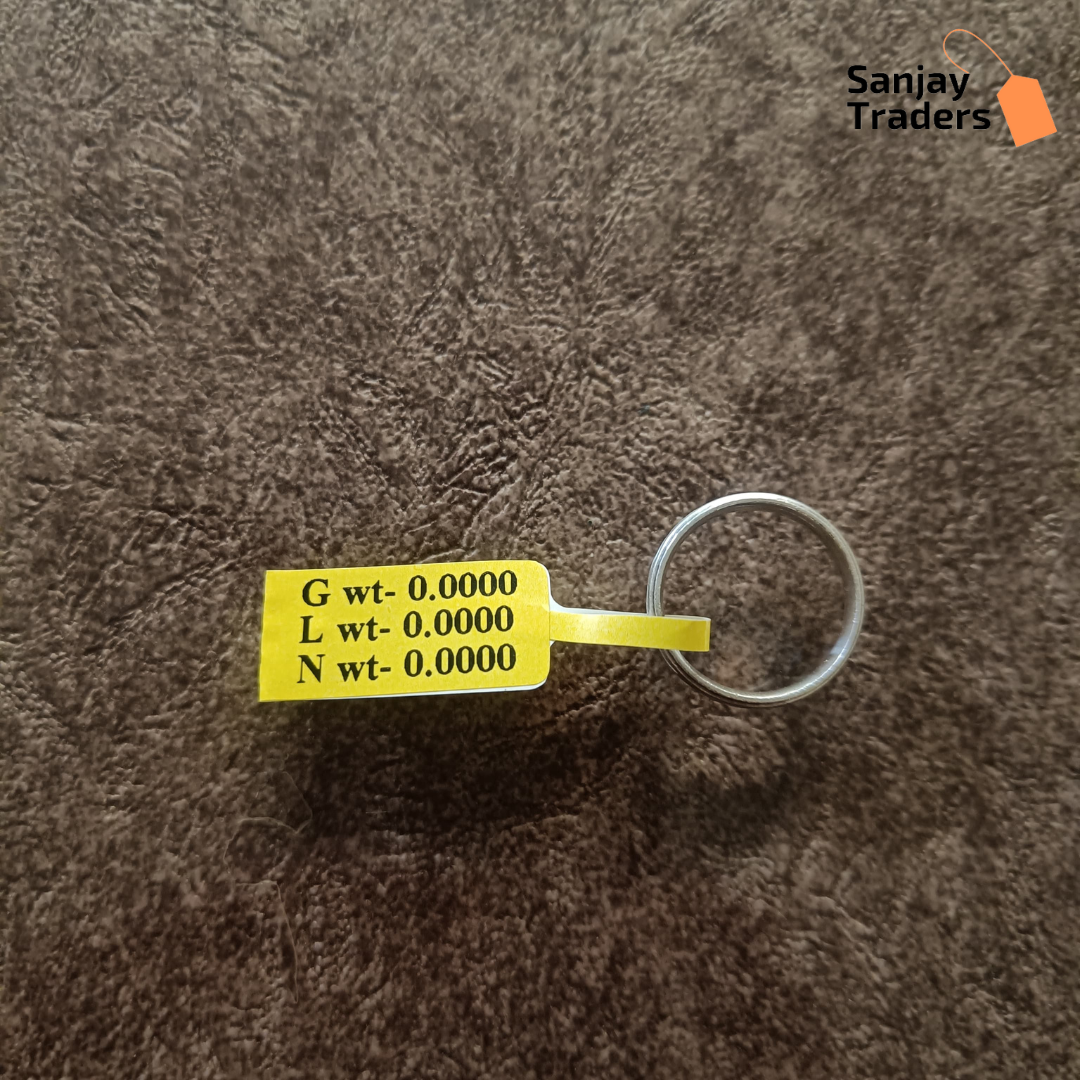 Sanjay
Traders
G wt- 0.0000
L wt- 0.0000
N wt- 0.0000